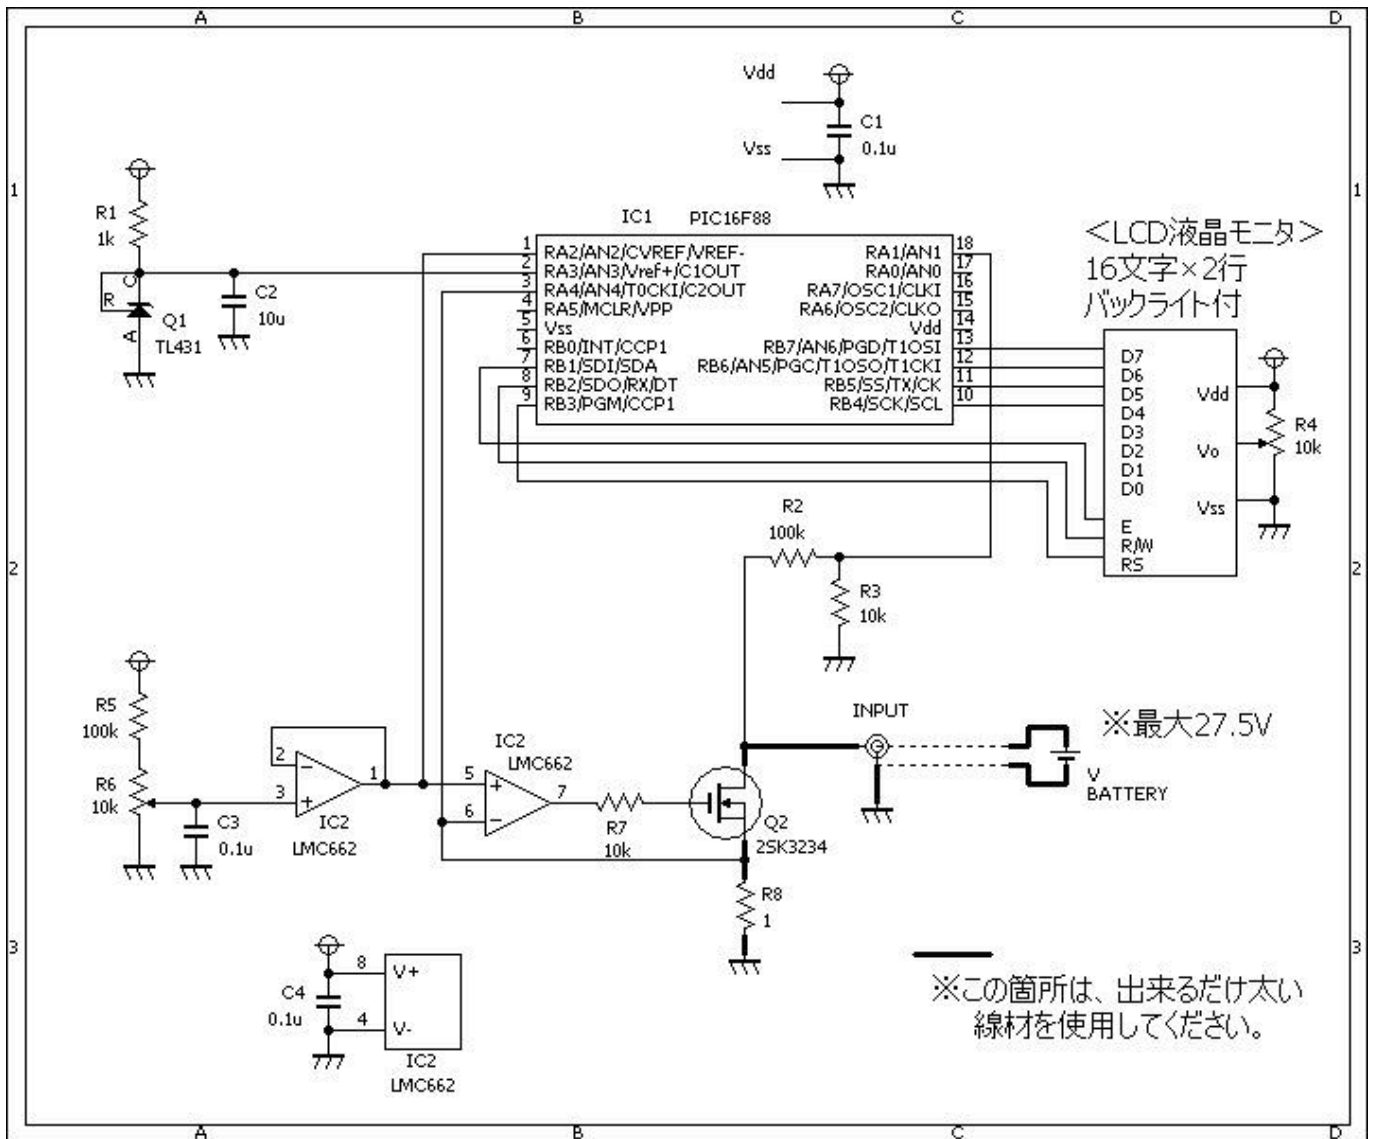 A B C D
Vdd
C1
0.1u
Vss
1 1
R1
1k
IC1 PIC16F88
1 RA2/AN2/CVREF/VREF- RA1/AN1 18
2 RA3/AN3/Vref+/C1OUT RA0/AN0 17
3 RA4/AN4/T0CKI/C2OUT RA7/OSC1/CLKI 16
4 RA5/MCLR/VPP RA6/OSC2/CLKO 15
5 Vss Vdd 14
6 RB0/INT/CCP1 RB7/AN6/PGD/T1OSI 13
7 RB1/SDI/SDA RB6/AN5/PGC/T1OSO/T1CKI 12
8 RB2/SDO/RX/DT RB5/SS/TX/CK 11
9 RB3/PGM/CCP1 RB4/SCK/SCL 10
C
R
A
Q1
TL431
C2
10u
<LCD液晶モニタ>
16文字×2行
バックライト付
D7
D6
D5
D4
D3
D2
D1
D0
E
R/W
RS
Vdd
Vo
Vss
R4
10k
2 2
R2
100k
R3
10k
R5
100k
R6
10k
C3
0.1u
2 -
3 +
1
IC2
LMC662
IC2
LMC662
5 +
6 -
7
R7
10k
Q2
2SK3234
R8
1
INPUT
※最大27.5V
V
BATTERY
3 3
C4
0.1u
8 V+
4 V-
IC2
LMC662
※この箇所は、出来るだけ太い
線材を使用してください。
A B C D